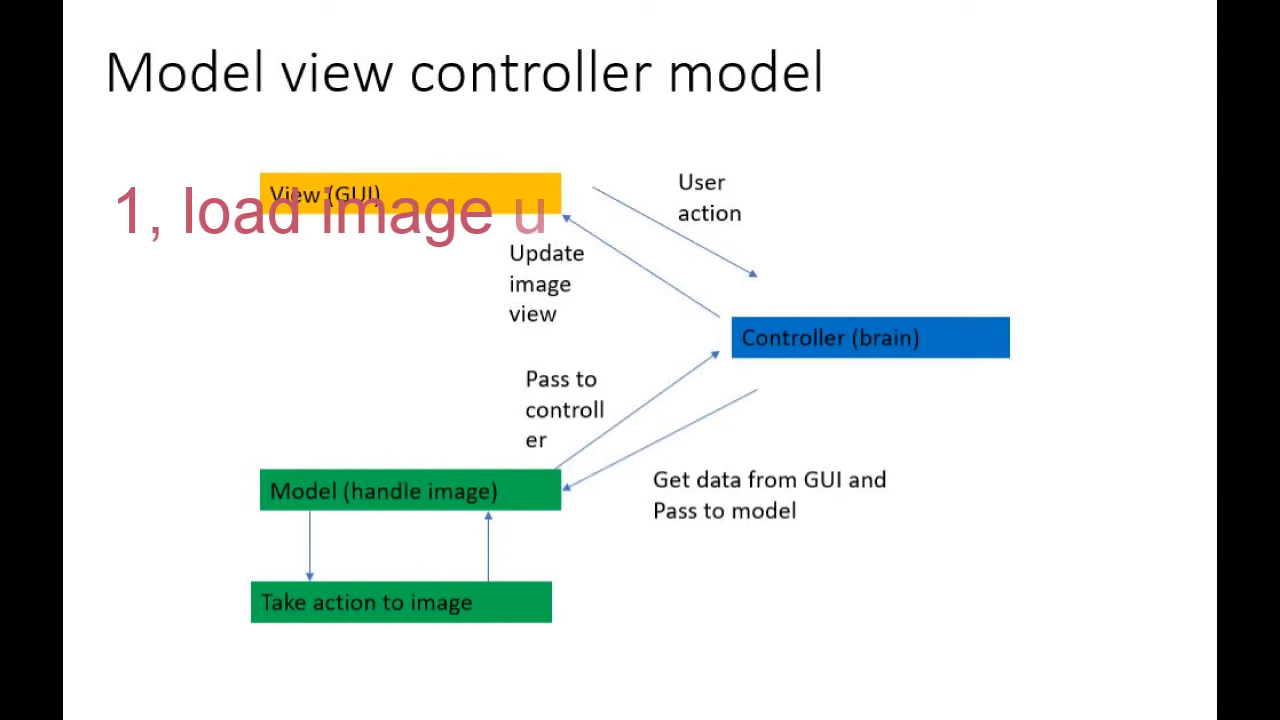 Model view controller model
View (GUI)
1, load image u
User
action
Update
image
view
Controller (brain)
Pass to
controll
er
Model (handle image)
Get data from GUI and
Pass to model
Take action to image